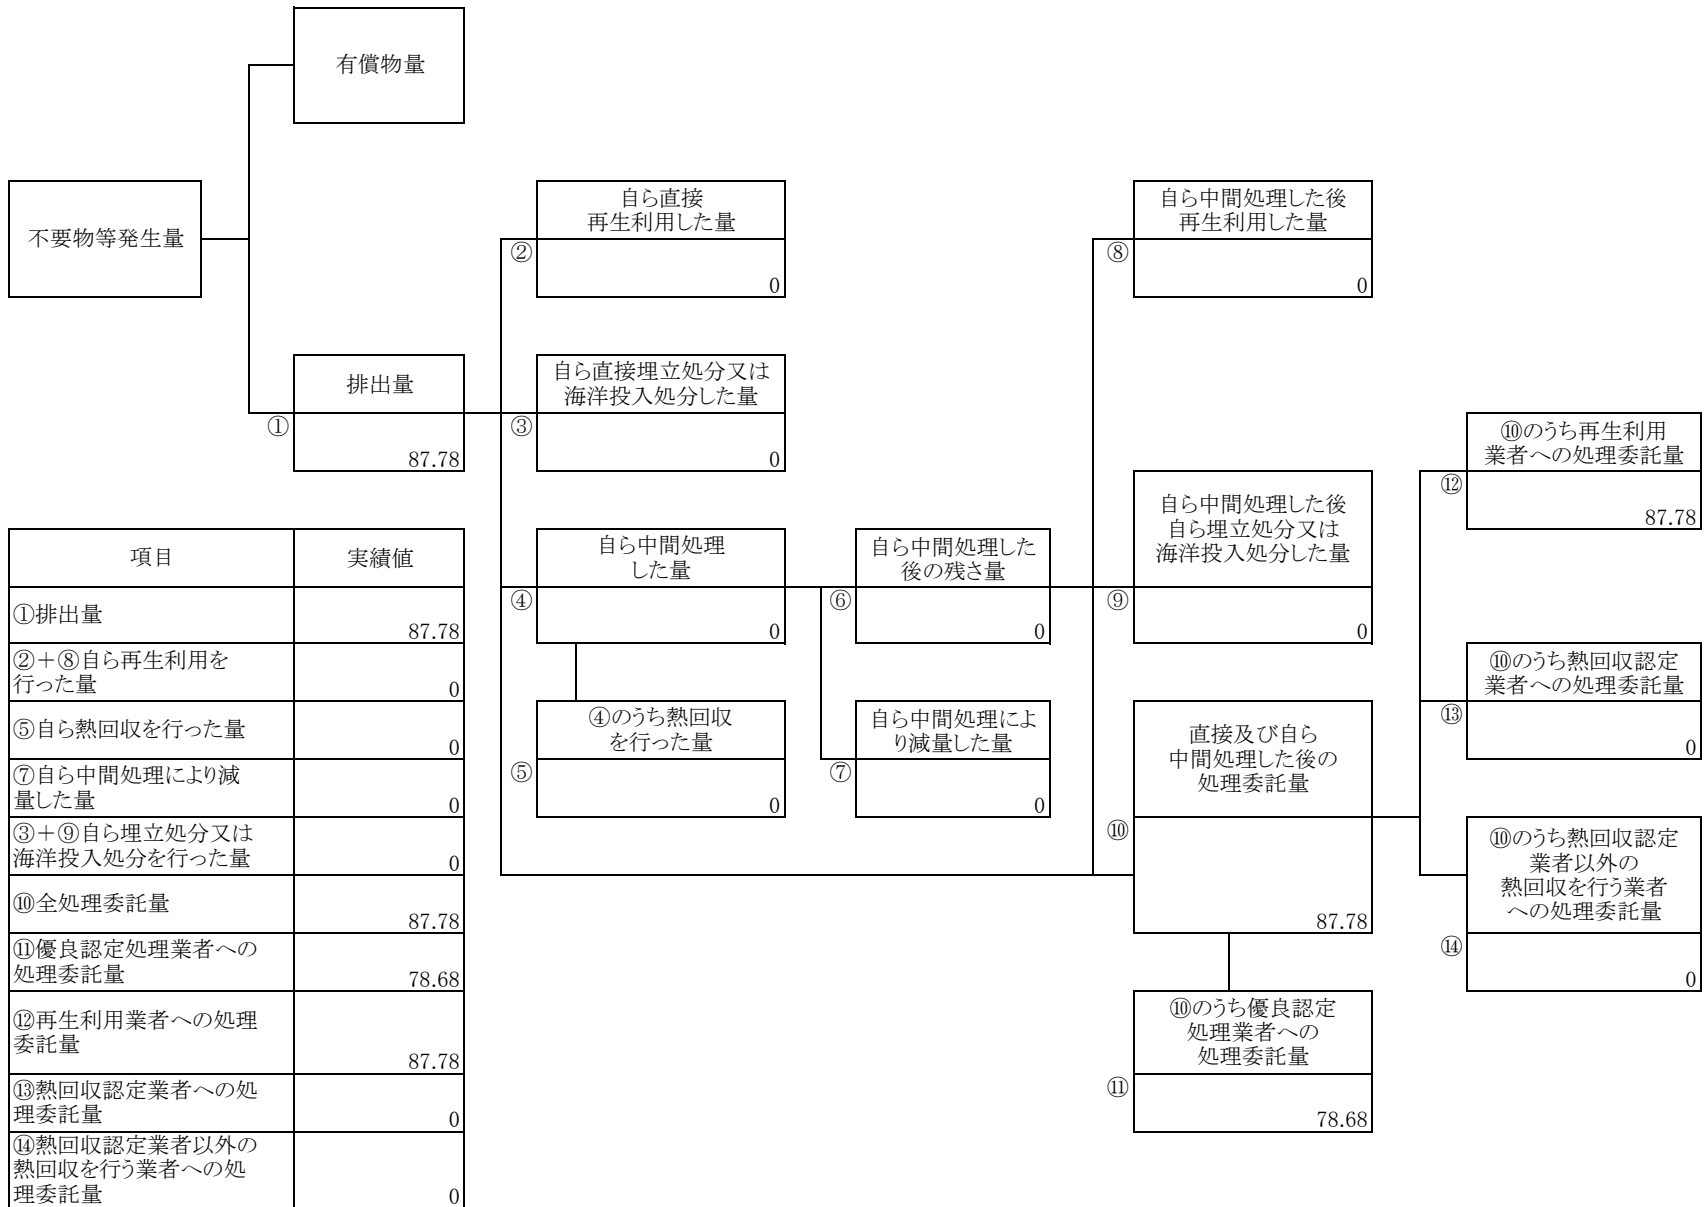 有償物量
不要物等発生量
排出量
①
87.78
自ら直接
再生利用した量
②
0
自ら直接埋立処分又は
海洋投入処分した量
③
0
自ら中間処理
した量
④
0
④のうち熱回収
を行った量
⑤
0
自ら中間処理した
後の残さ量
⑥
0
自ら中間処理によ
り減量した量
⑦
0
自ら中間処理した後
再生利用した量
⑧
0
自ら中間処理した後
自ら埋立処分又は
海洋投入処分した量
⑨
0
直接及び自ら
中間処理した後の
処理委託量
⑩
87.78
⑩のうち優良認定
処理業者への
処理委託量
⑪
78.68
⑩のうち再生利用
業者への処理委託量
⑫
87.78
⑩のうち熱回収認定
業者への処理委託量
⑬
0
⑩のうち熱回収認定
業者以外の
熱回収を行う業者
への処理委託量
⑭
0
項目 実績値
①排出量
87.78
②+⑧自ら再生利用を
行った量
0
⑤自ら熱回収を行った量
0
⑦自ら中間処理により減
量した量
0
③+⑨自ら埋立処分又は
海洋投入処分を行った量
0
⑩全処理委託量
87.78
⑪優良認定処理業者への
処理委託量
78.68
⑫再生利用業者への処理
委託量
87.78
⑬熱回収認定業者への処
理委託量
0
⑭熱回収認定業者以外の
熱回収を行う業者への処
理委託量
0